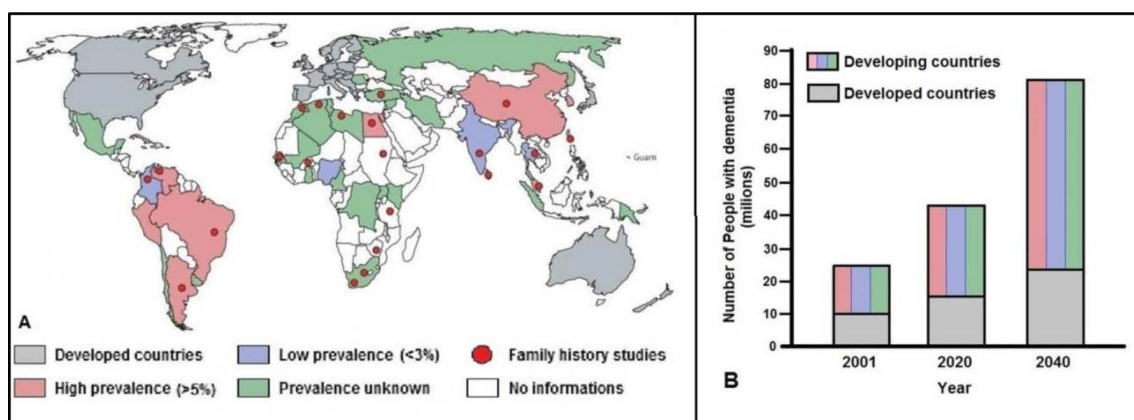 Guam
A
Developed countries
Low prevalence (<3%)
Family history studies
High prevalence (>5%)
Prevalence unknown
No informations
90
80
70
60
50
40
30
20
10
0
Number of People with dementia
(milions)
Developing countries
Developed countries
2001 2020 2040
Year
B